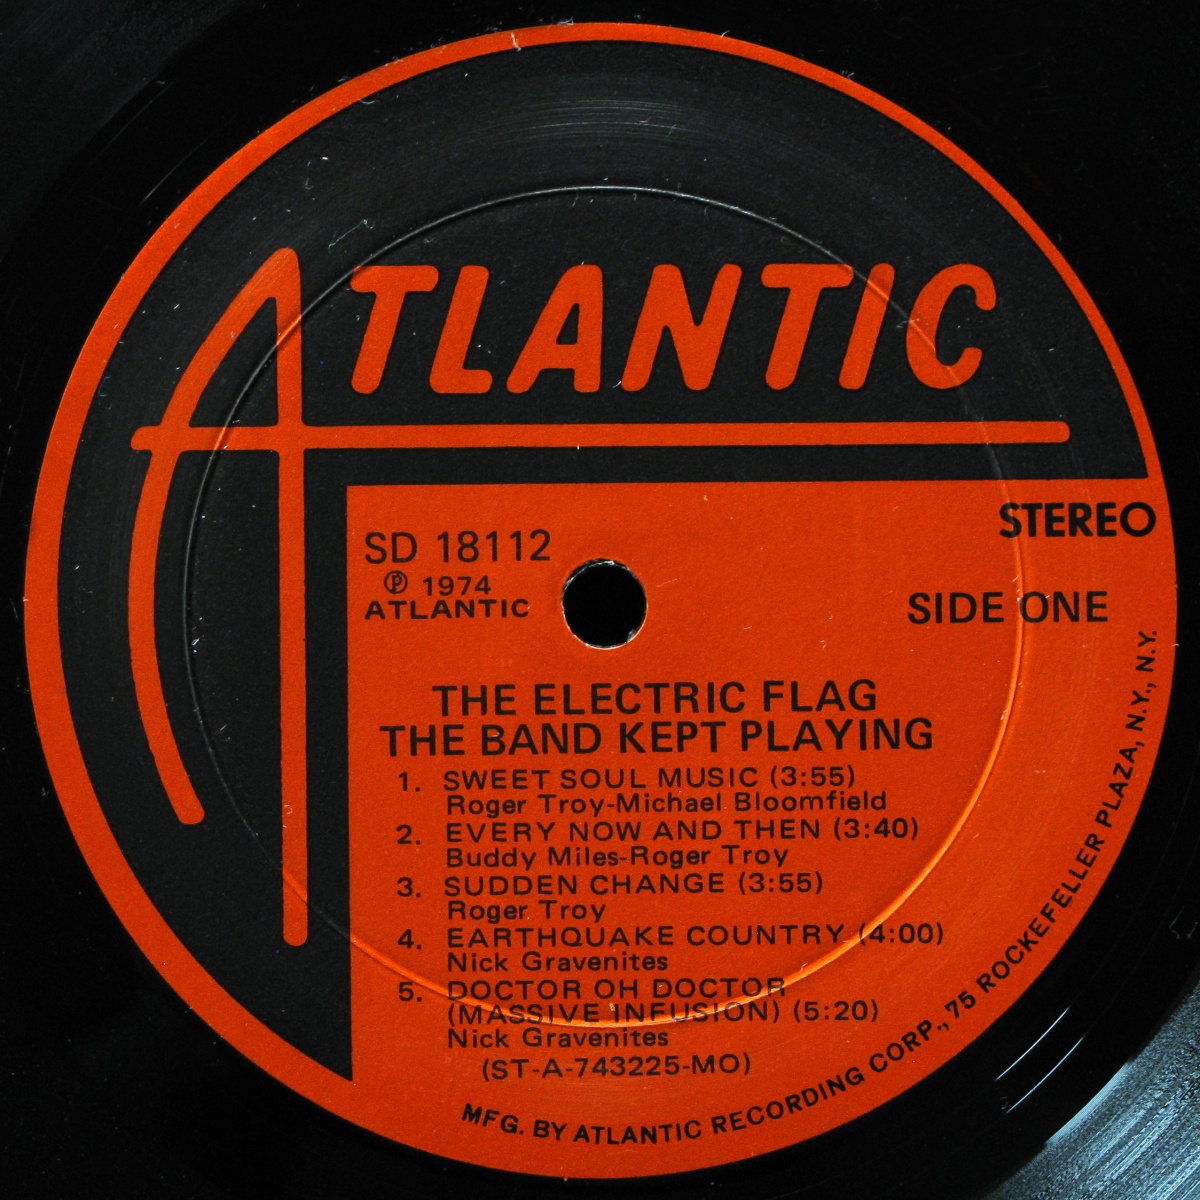 ATLANTIC
STEREO
SD 18112
℗ 1974
ATLANTIC
SIDE ONE
THE ELECTRIC FLAG
THE BAND KEPT PLAYING
1. SWEET SOUL MUSIC (3:55)
Roger Troy-Michael Bloomfield
2. EVERY NOW AND THEN (3:40)
Buddy Miles-Roger Troy
3. SUDDEN CHANGE (3:55)
Roger Troy
4. EARTHQUAKE COUNTRY (4:00)
Nick Gravenites
5. DOCTOR OH DOCTOR
(MASSIVE INFUSION) (5:20)
Nick Gravenites
(ST-A-743225-MO)
MFG. BY ATLANTIC RECORDING CORP., 75 ROCKEFELLER PLAZA, N.Y., N.Y.